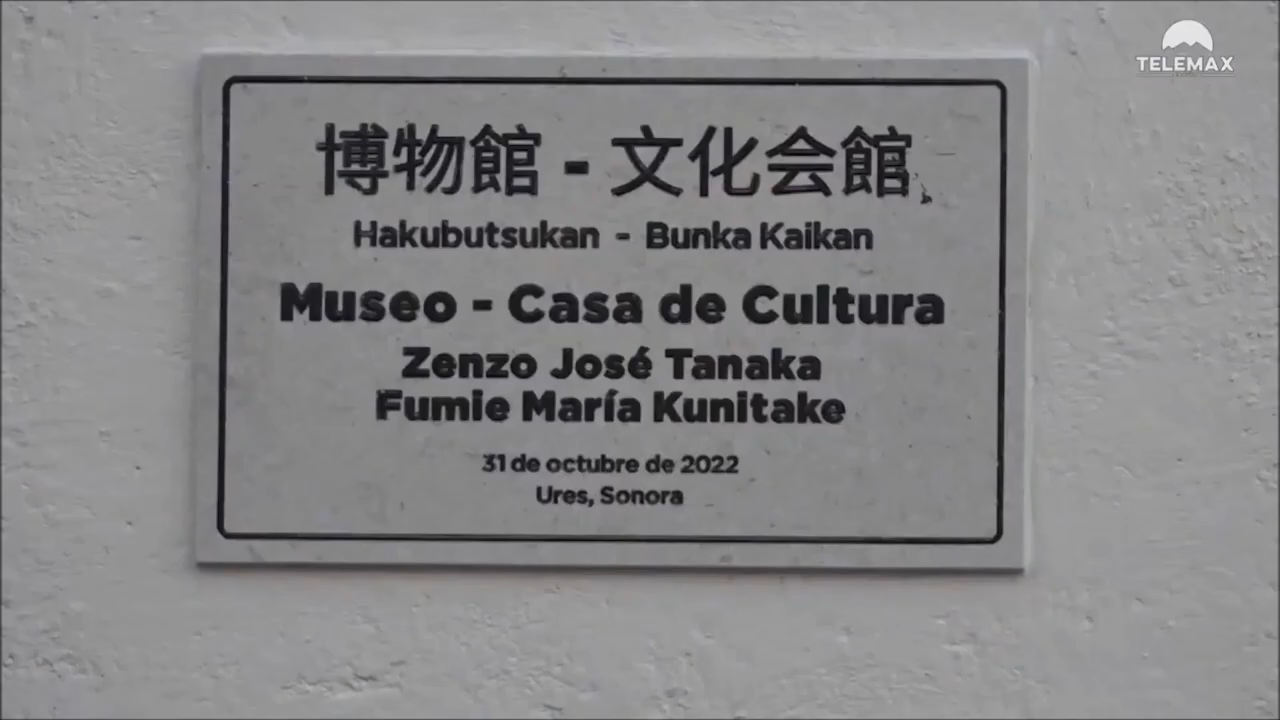 TELEMAX
博物館 - 文化会館
Hakubutsukan - Bunka Kaikan
Museo - Casa de Cultura
Zenzo José Tanaka
Fumie María Kunitake
31 de octubre de 2022
Ures, Sonora